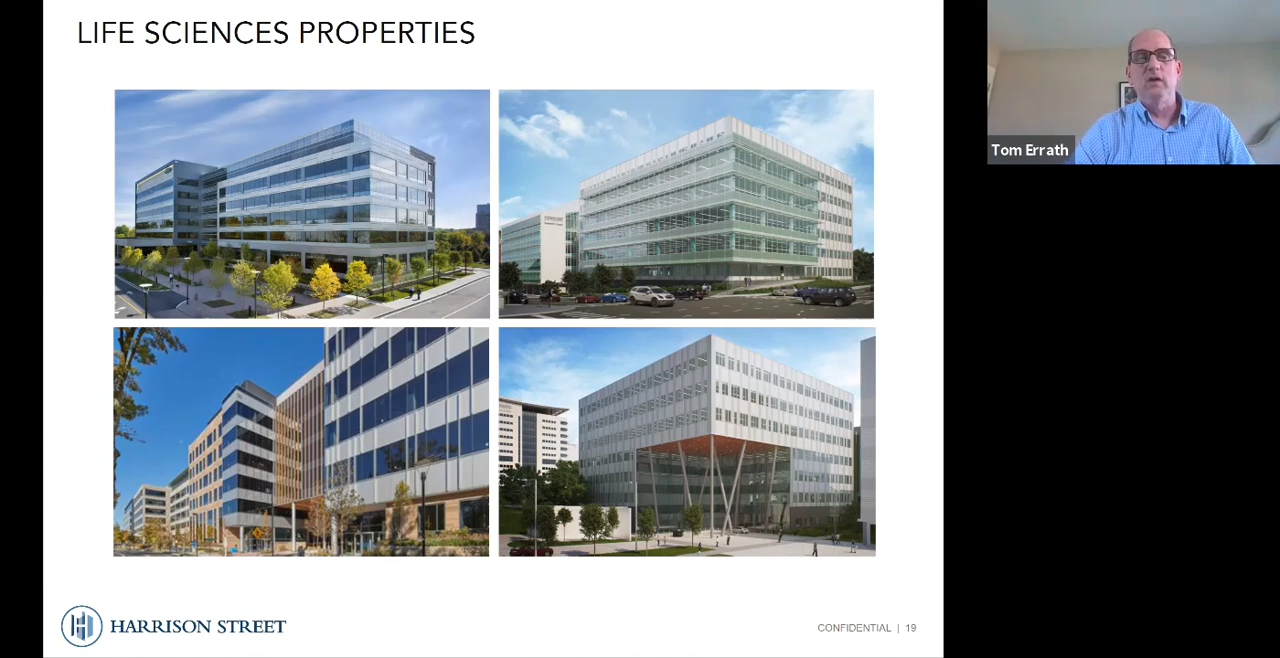 LIFE SCIENCES PROPERTIES
Tom Errath
HARRISON STREET
CONFIDENTIAL | 19